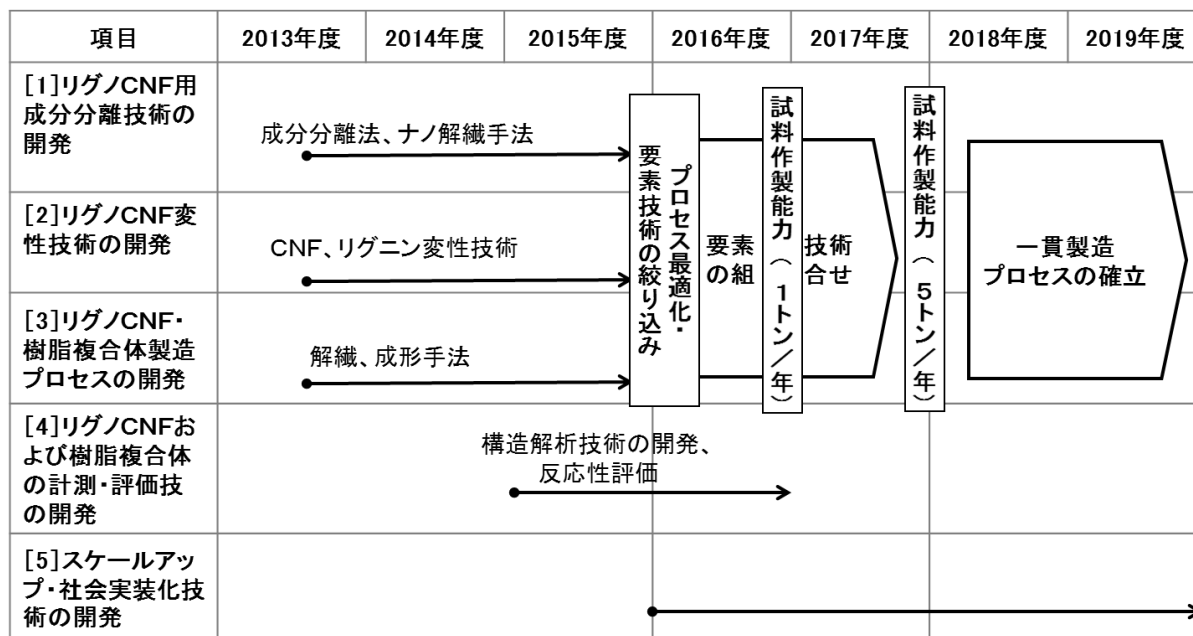 項目
2013年度
2014年度
2015年度
2016年度
2017年度
2018年度
2019年度
[1]リグノCNF用
成分分離技術の
開発
成分分離法、ナノ解繊手法
[2]リグノCNF変
性技術の開発
CNF、リグニン変性技術
[3]リグノCNF・
樹脂複合体製造
プロセスの開発
解繊、成形手法
プロセス最適化・
要素技術の絞り込み
要素
の組
試料作製能力(1トン/年)
技術
合せ
試料作製能力(5トン/年)
一貫製造
プロセスの確立
[4]リグノCNFお
よび樹脂複合体
の計測・評価技
の開発
構造解析技術の開発、
反応性評価
[5]スケールアッ
プ・社会実装化技
術の開発